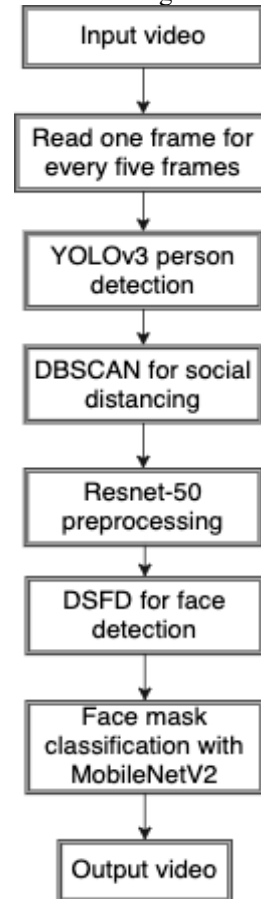 Input video
Read one frame for
every five frames
YOLOv3 person
detection
DBSCAN for social
distancing
Resnet-50
preprocessing
DSFD for face
detection
Face mask
classification with
MobileNetV2
Output video